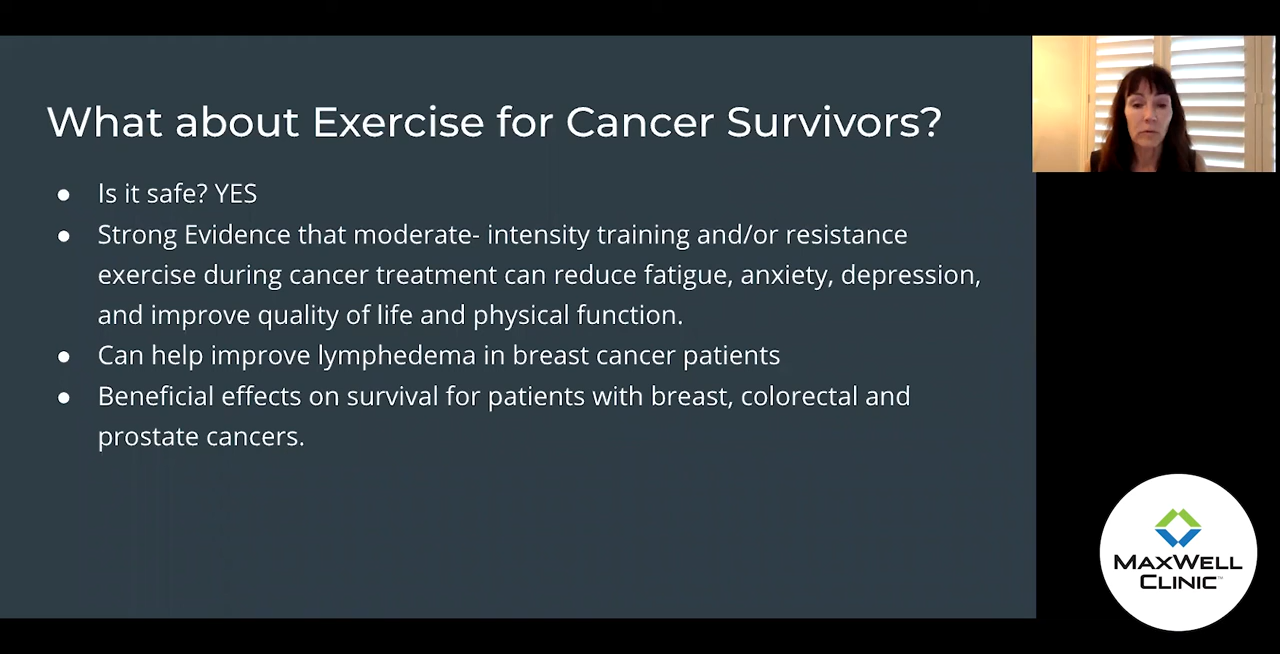 What about Exercise for Cancer Survivors?
● Is it saf? YES
● Strong Evidence that moderate- intensity training and/or resistance
exercise during cancer treatment can reduce fatigue, anxiety, depression,
and improve quality of life and physical function.
● Can help improve lymphedema in breast cancer patients
● Beneficial effects on survival for patients with breast, colorectal and
prostate cancers.
MAXWELL
CLINIC™